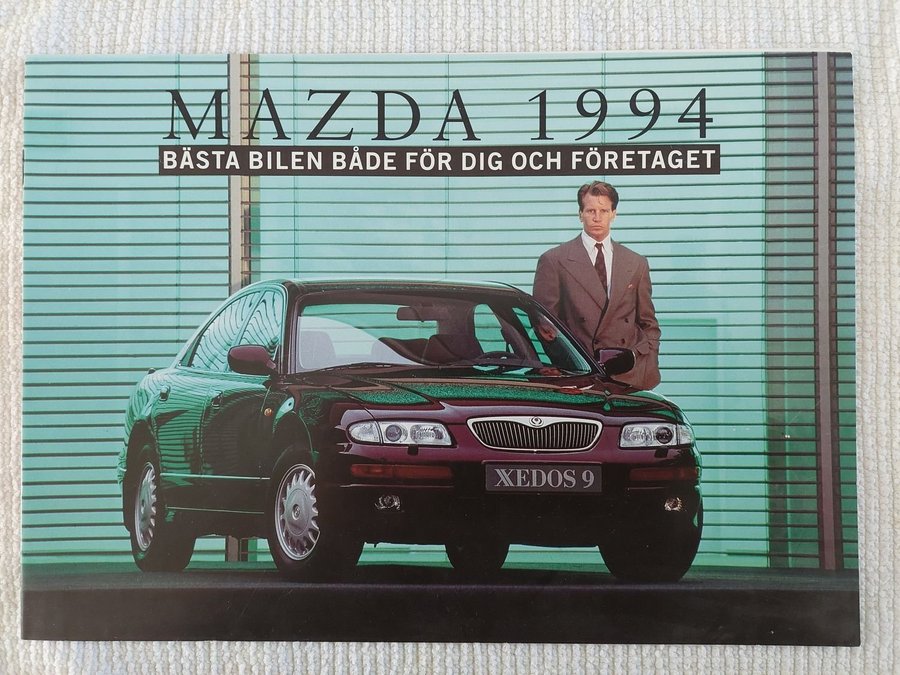 MAZDA 1994
BÄSTA BILEN BÅDE FÖR DIG OCH FÖRETAGET
XEDOS 9